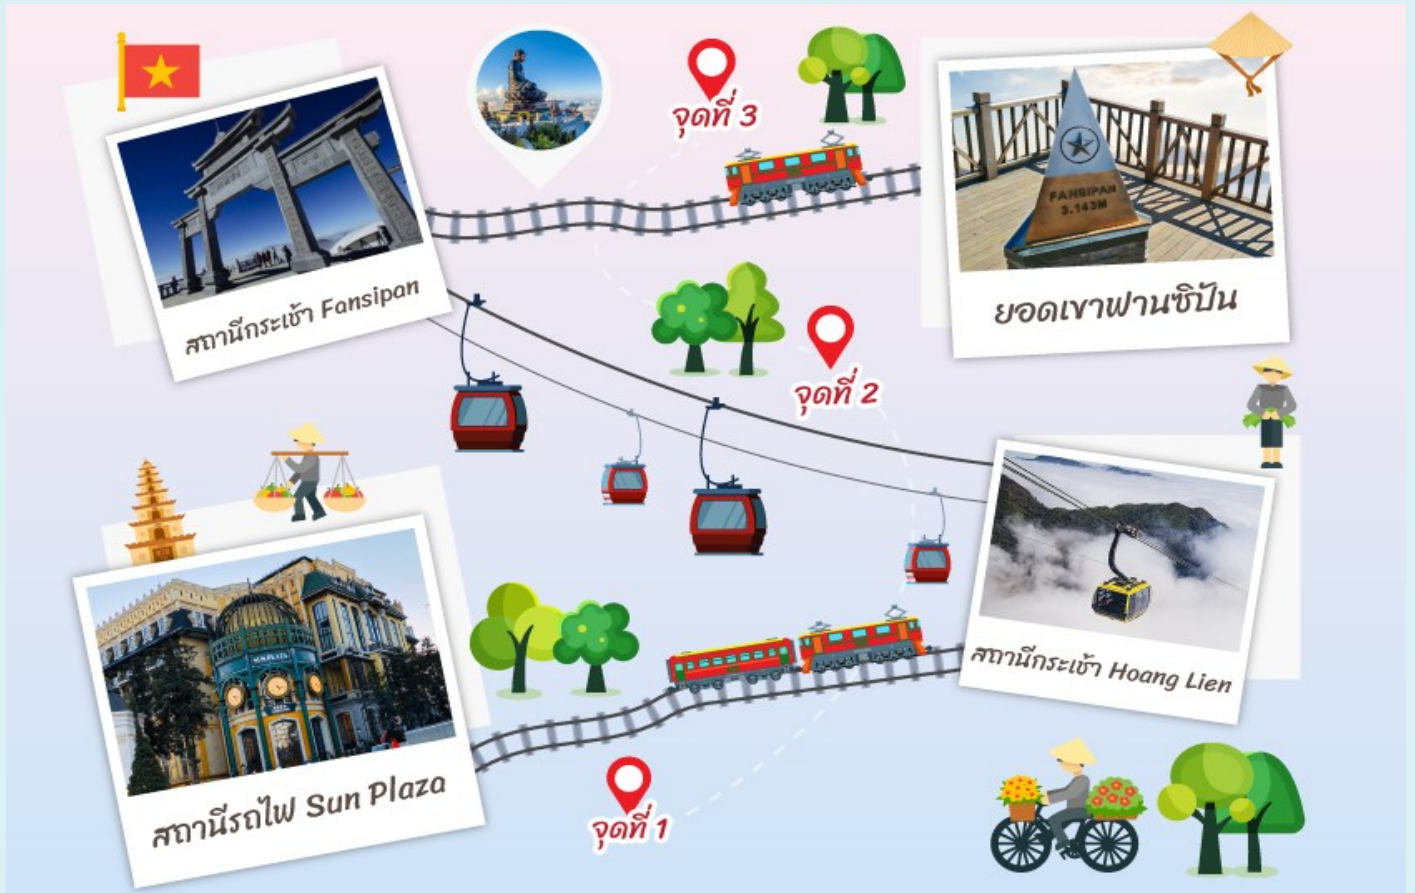 จุดที่ 3
FANSIPAN
3.143M
สถานีกระเช้า Fansipan
ยอดเขาฟานซิปัน
จุดที่ 2
SUN PLAZA
สถานีกระเช้า Hoang Lien
สถานีรถไฟ Sun Plaza
จุดที่ 1